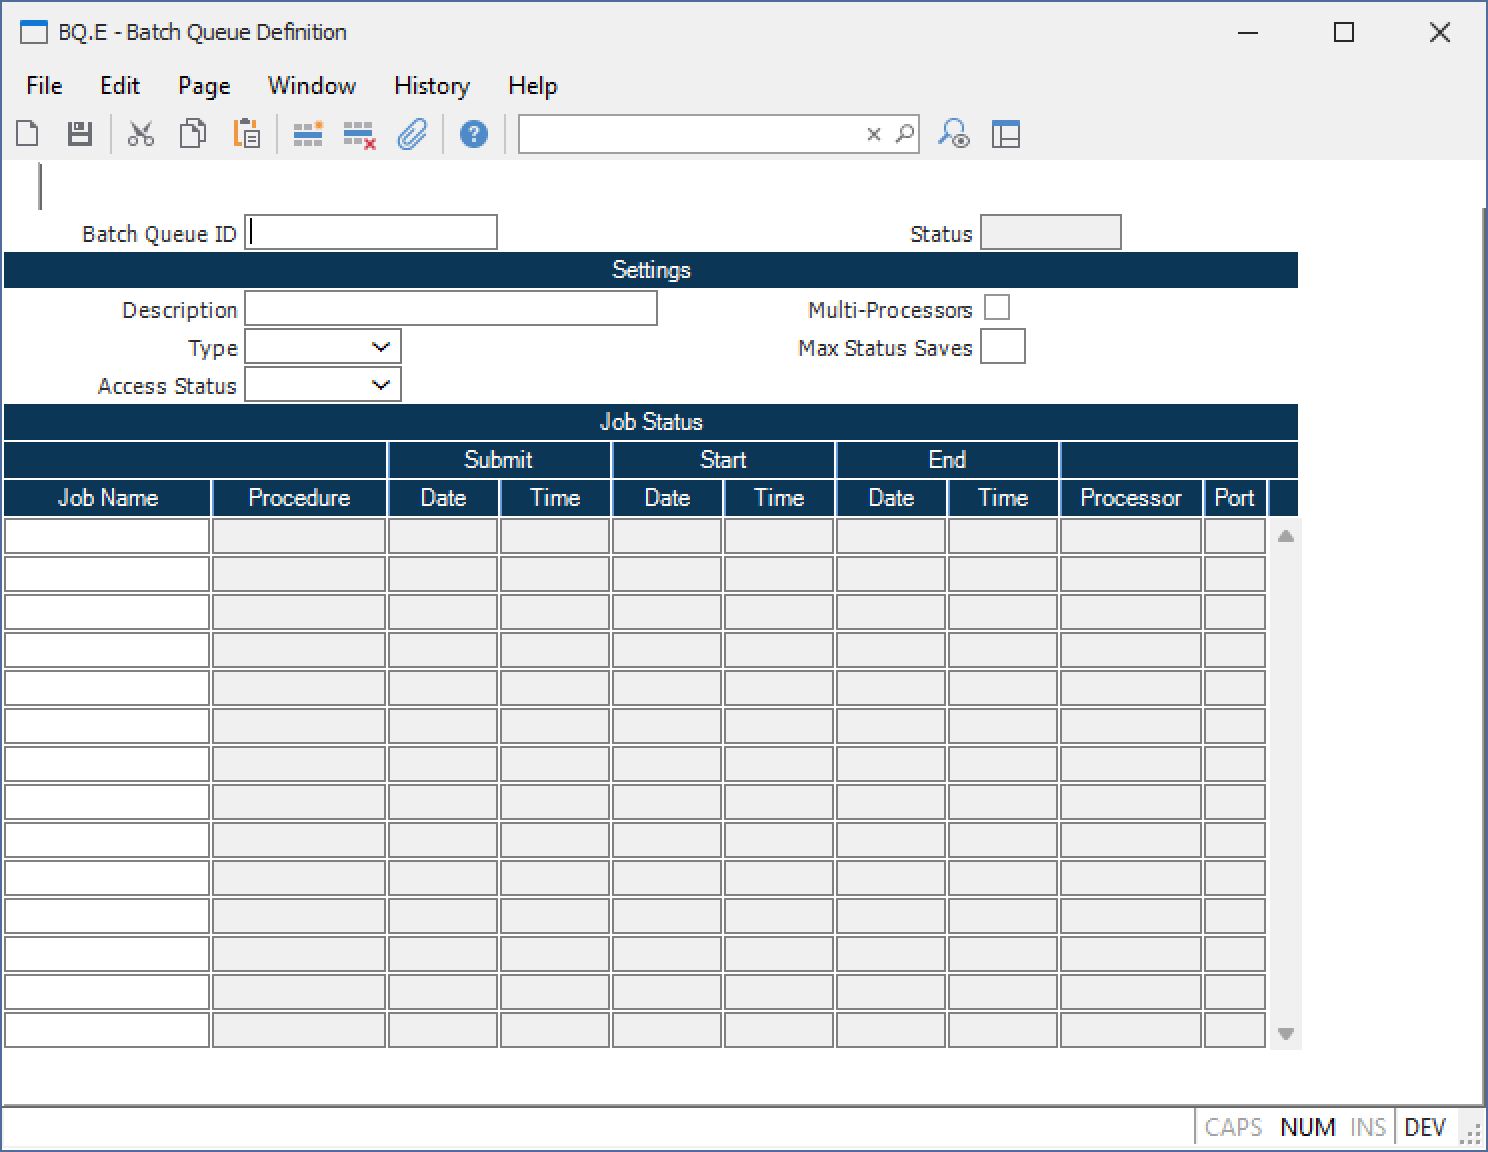 BQ.E - Batch Queue Definition
File Edit Page Window History Help
?
Batch Queue ID Status
Settings
Description Multi-Processors
Type Max Status Saves
Access Status
Job Status
Submit Start End
Job Name Procedure Date Time Date Time Date Time Processor Port
CAPS NUM INS DEV